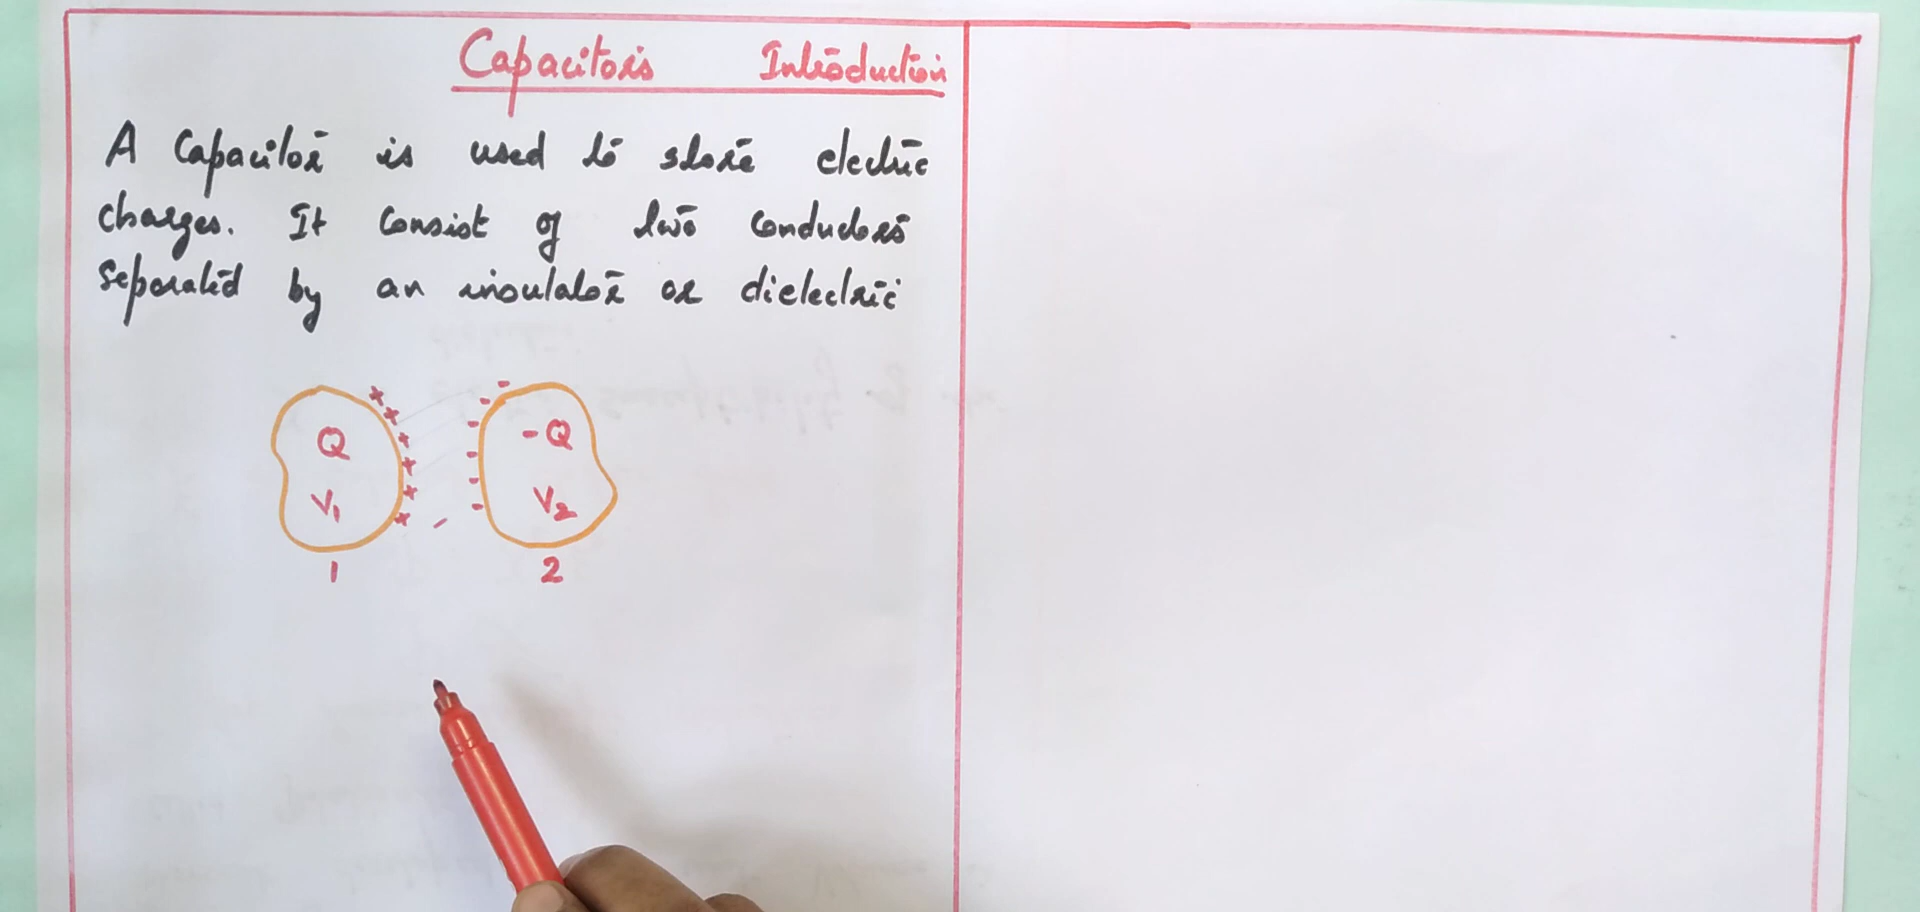 Capacitors Introduction
A Capacitor is used to store electric
charges. It consist of two conductors
separated by an insulator or dielectric
Q -Q
V1 V2
1 2